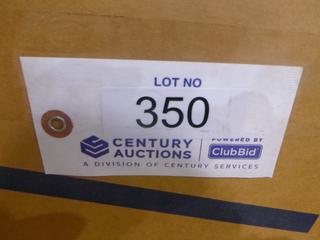 LOT NO
350
CENTURY AUCTIONS
POWERED BY
ClubBid
A DIVISION OF CENTURY SERVICES